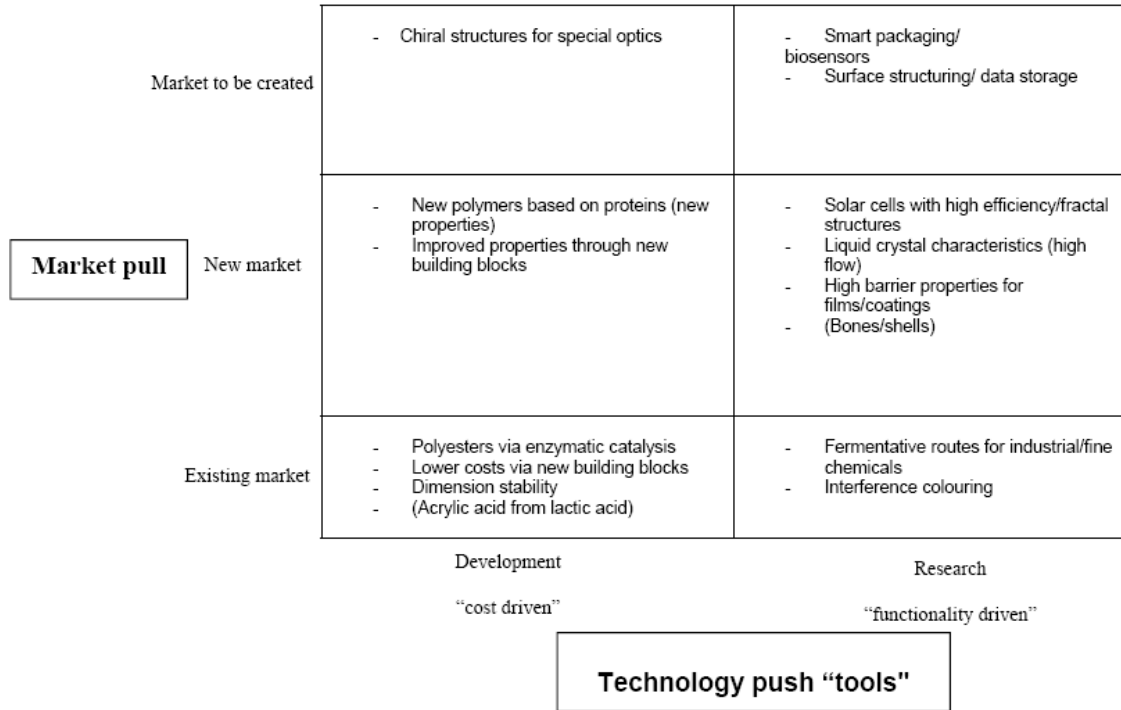 - Chiral structures for special optics
- Smart packaging/
biosensors
- Surface structuring/ data storage
Market to be created
- New polymers based on proteins (new
properties)
- Improved properties through new
building blocks
- Solar cells with high efficiency/fractal
structures
- Liquid crystal characteristics (high
flow)
- High barrier properties for
films/coatings
- (Bones/shells)
Market pull
New market
- Polyesters via enzymatic catalysis
- Lower costs via new building blocks
- Dimension stability
- (Acrylic acid from lactic acid)
- Fermentative routes for industrial/fine
chemicals
- Interference colouring
Existing market
Development
“cost driven”
Research
“functionality driven”
Technology push “tools"